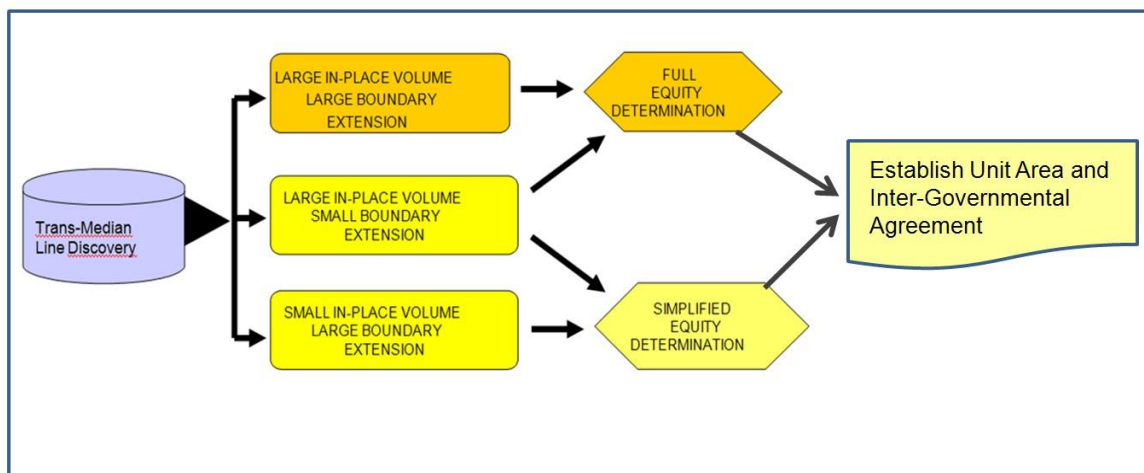 Trans-Median
Line Discovery
LARGE IN-PLACE VOLUME
LARGE BOUNDARY
EXTENSION
LARGE IN-PLACE VOLUME
SMALL BOUNDARY
EXTENSION
SMALL IN-PLACE VOLUME
LARGE BOUNDARY
EXTENSION
FULL
EQUITY
DETERMINATION
SIMPLIFIED
EQUITY
DETERMINATION
Establish Unit Area and
Inter-Governmental
Agreement